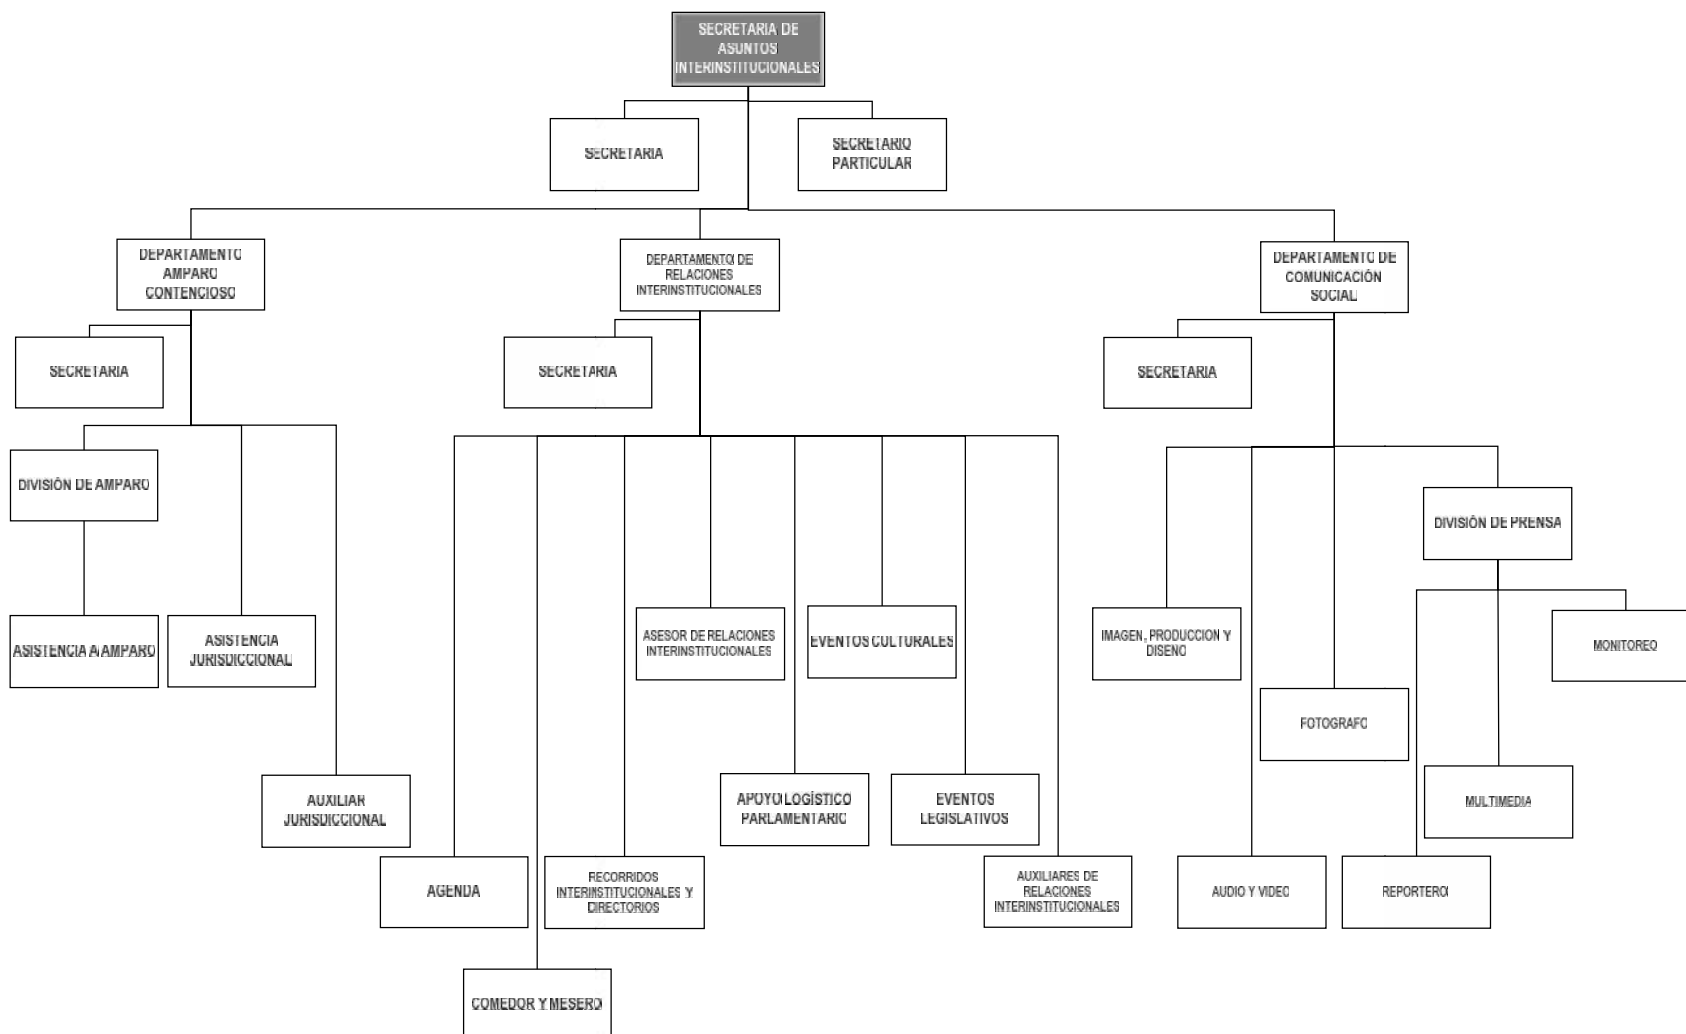 SECRETARIA DE
ASUNTOS
INTERINSTITUCIONALES
SECRETARIA
SECRETARIO
PARTICULAR
DEPARTAMENTO
AMPARO
CONTENCIOSO
DEPARTAMENTO DE
RELACIONES
INTERINSTITUCIONALES
DEPARTAMENTO DE
COMUNICACIÓN
SOCIAL
SECRETARIA
SECRETARIA
SECRETARIA
DIVISIÓN DE AMPARO
DIVISIÓN DE PRENSA
ASISTENCIA A AMPARO
ASISTENCIA
JURISDICCIONAL
ASESOR DE RELACIONES
INTERINSTITUCIONALES
EVENTOS CULTURALES
IMAGEN, PRODUCCION Y
DISEÑO
MONITOREO
FOTOGRAFO
AUXILIAR
JURISDICCIONAL
APOYO LOGÍSTICO
PARLAMENTARIO
EVENTOS
LEGISLATIVOS
MULTIMEDIA
AGENDA
RECORRIDOS
INTERINSTITUCIONALES Y
DIRECTORIOS
AUXILIARES DE
RELACIONES
INTERINSTITUCIONALES
AUDIO Y VIDEO
REPORTERO
COMEDOR Y MESERO